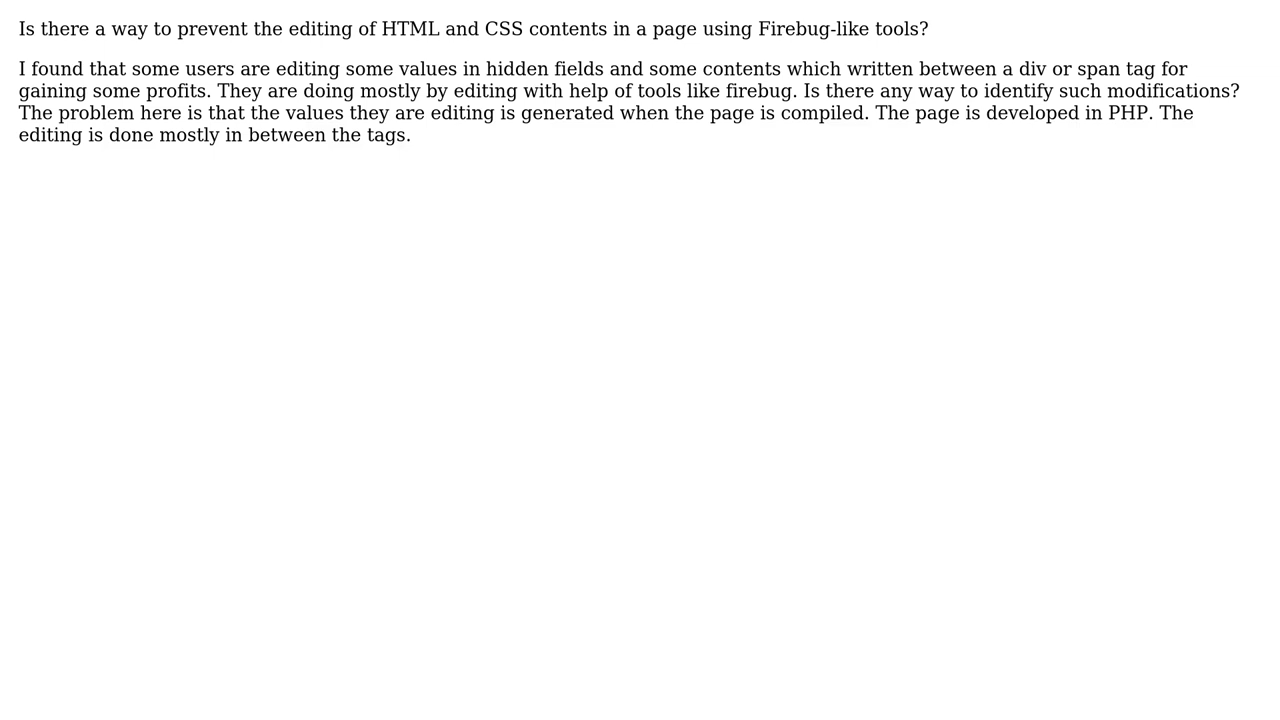 Is there a way to prevent the editing of HTML and CSS contents in a page using Firebug-like tools?
I found that some users are editing some values in hidden fields and some contents which written between a div or span tag for
gaining some profits. They are doing mostly by editing with help of tools like firebug. Is there any way to identify such modifications?
The problem here is that the values they are editing is generated when the page is compiled. The page is developed in PHP. The
editing is done mostly in between the tags.